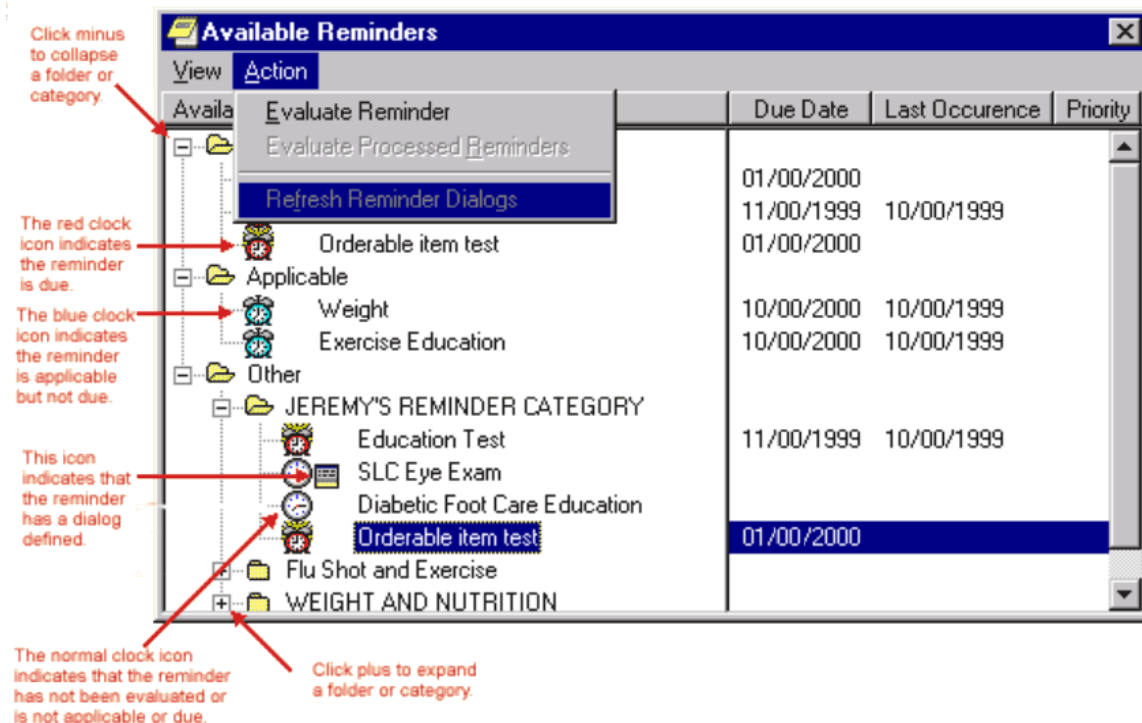 Click minus
to collapse
a folder or
category.
Available Reminders
View Action
Availa
Due Date Last Occurence Priority
Evaluate Reminder
Evaluate Processed Reminders
Refresh Reminder Dialogs
01/00/2000
11/00/1999 10/00/1999
The red clock
icon indicates
the reminder
is due.
Orderable item test 01/00/2000
Applicable
The blue clock
icon indicates
the reminder
is applicable
but not due.
Weight 10/00/2000 10/00/1999
Exercise Education 10/00/2000 10/00/1999
Other
JEREMY'S REMINDER CATEGORY
Education Test 11/00/1999 10/00/1999
This icon
indicates that
the reminder
has a dialog
defined.
SLC Eye Exam
Diabetic Foot Care Education
Orderable item test 01/00/2000
Flu Shot and Exercise
WEIGHT AND NUTRITION
The normal clock icon
indicates that the reminder
has not been evaluated or
is not applicable or due.
Click plus to expand
a folder or category.